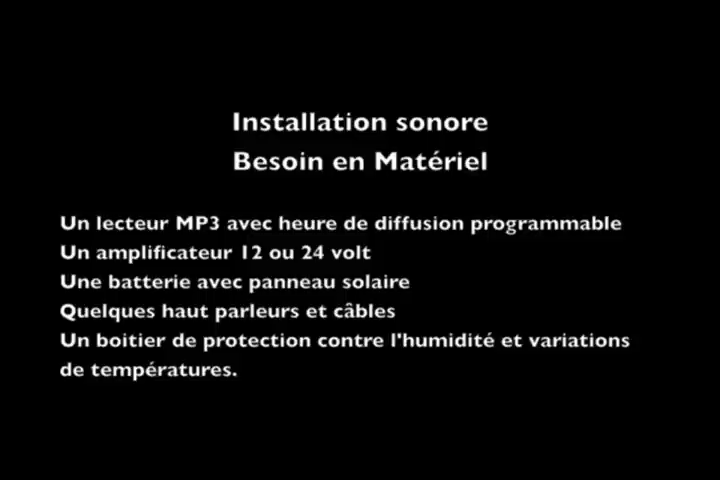 Installation sonore
Besoin en Matériel
Un lecteur MP3 avec heure de diffusion programmable
Un amplificateur 12 ou 24 volt
Une batterie avec panneau solaire
Quelques haut parleurs et câbles
Un boitier de protection contre l'humidité et variations
de températures.